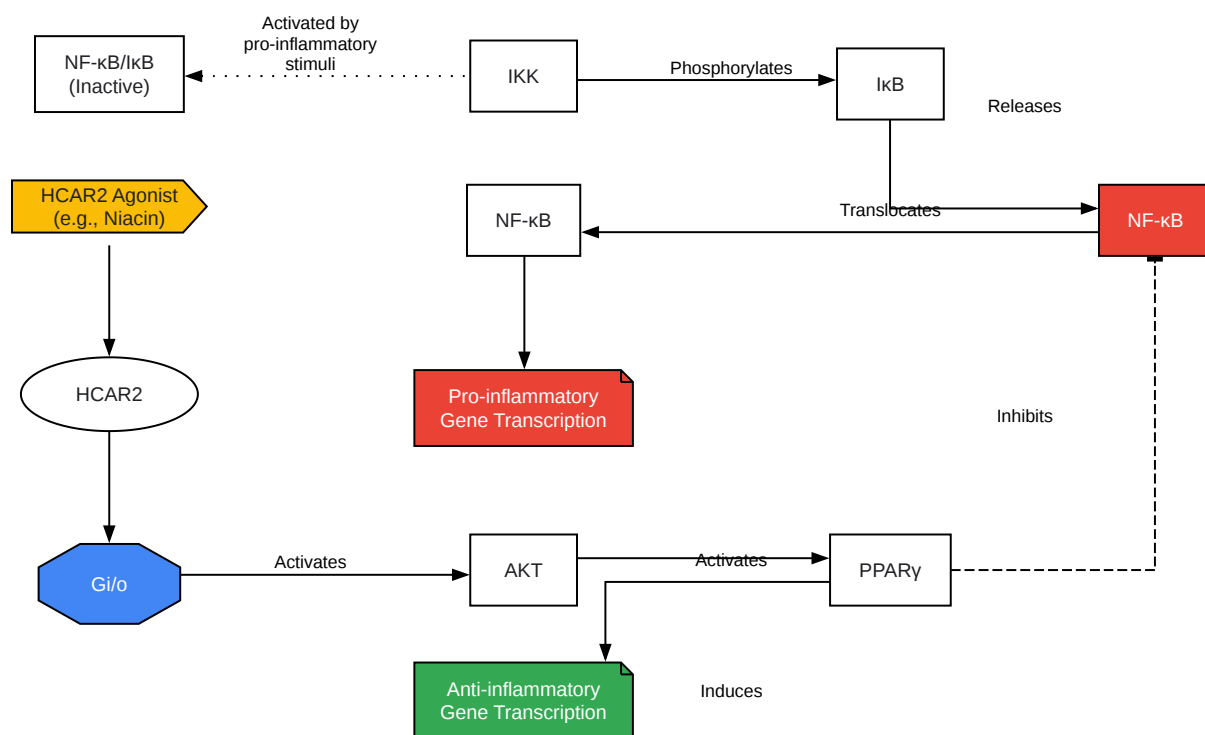 Activated by
pro-inflammatory
stimuli
NF-κB/IκB
(Inactive)
IKK
Phosphorylates
IκB
Releases
HCAR2 Agonist
(e.g., Niacin)
NF-κB
Translocates
NF-κB
HCAR2
Pro-inflammatory
Gene Transcription
Inhibits
Gi/o
Activates
AKT
Activates
PPARγ
Anti-inflammatory
Gene Transcription
Induces